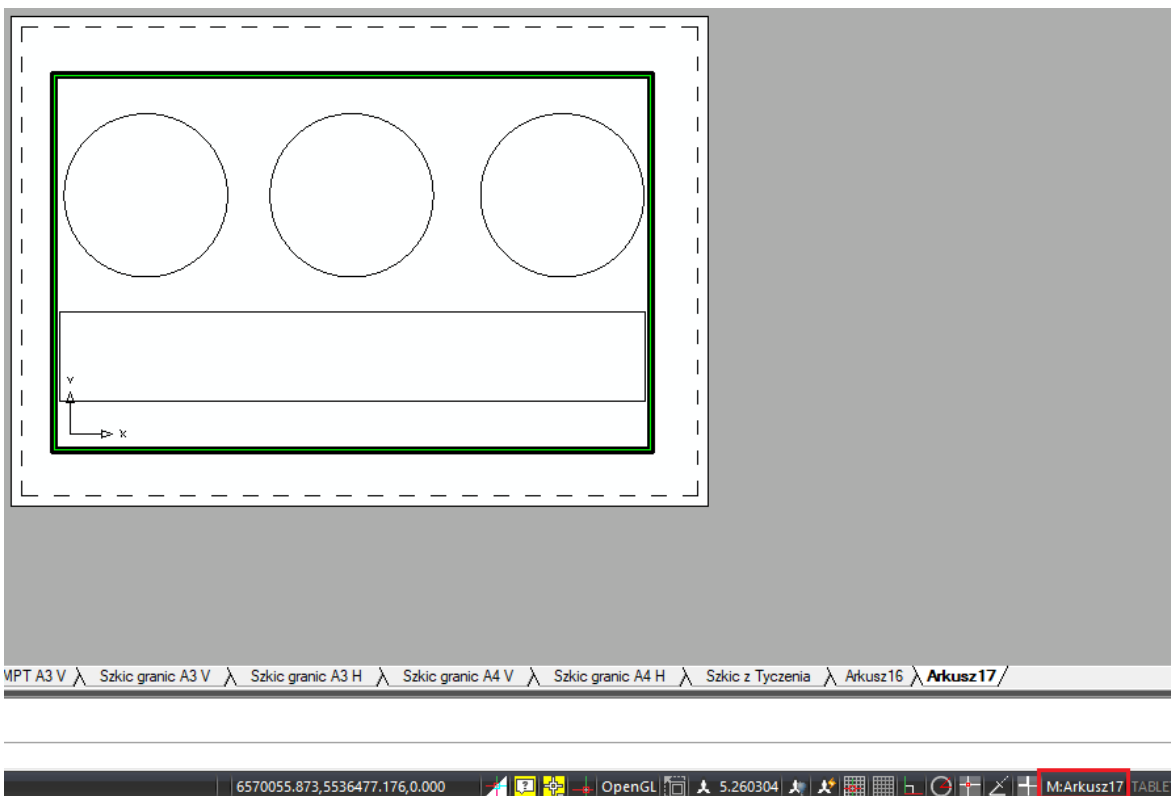 Y
X
MPT A3 V Szkic granic A3 V Szkic granic A3 H Szkic granic A4 V Szkic granic A4 H Szkic z Tyczenia Arkusz16 Arkusz17
6570055.873,5536477.176,0.000 OpenGL 5.260304 M:Arkusz17 TABLE